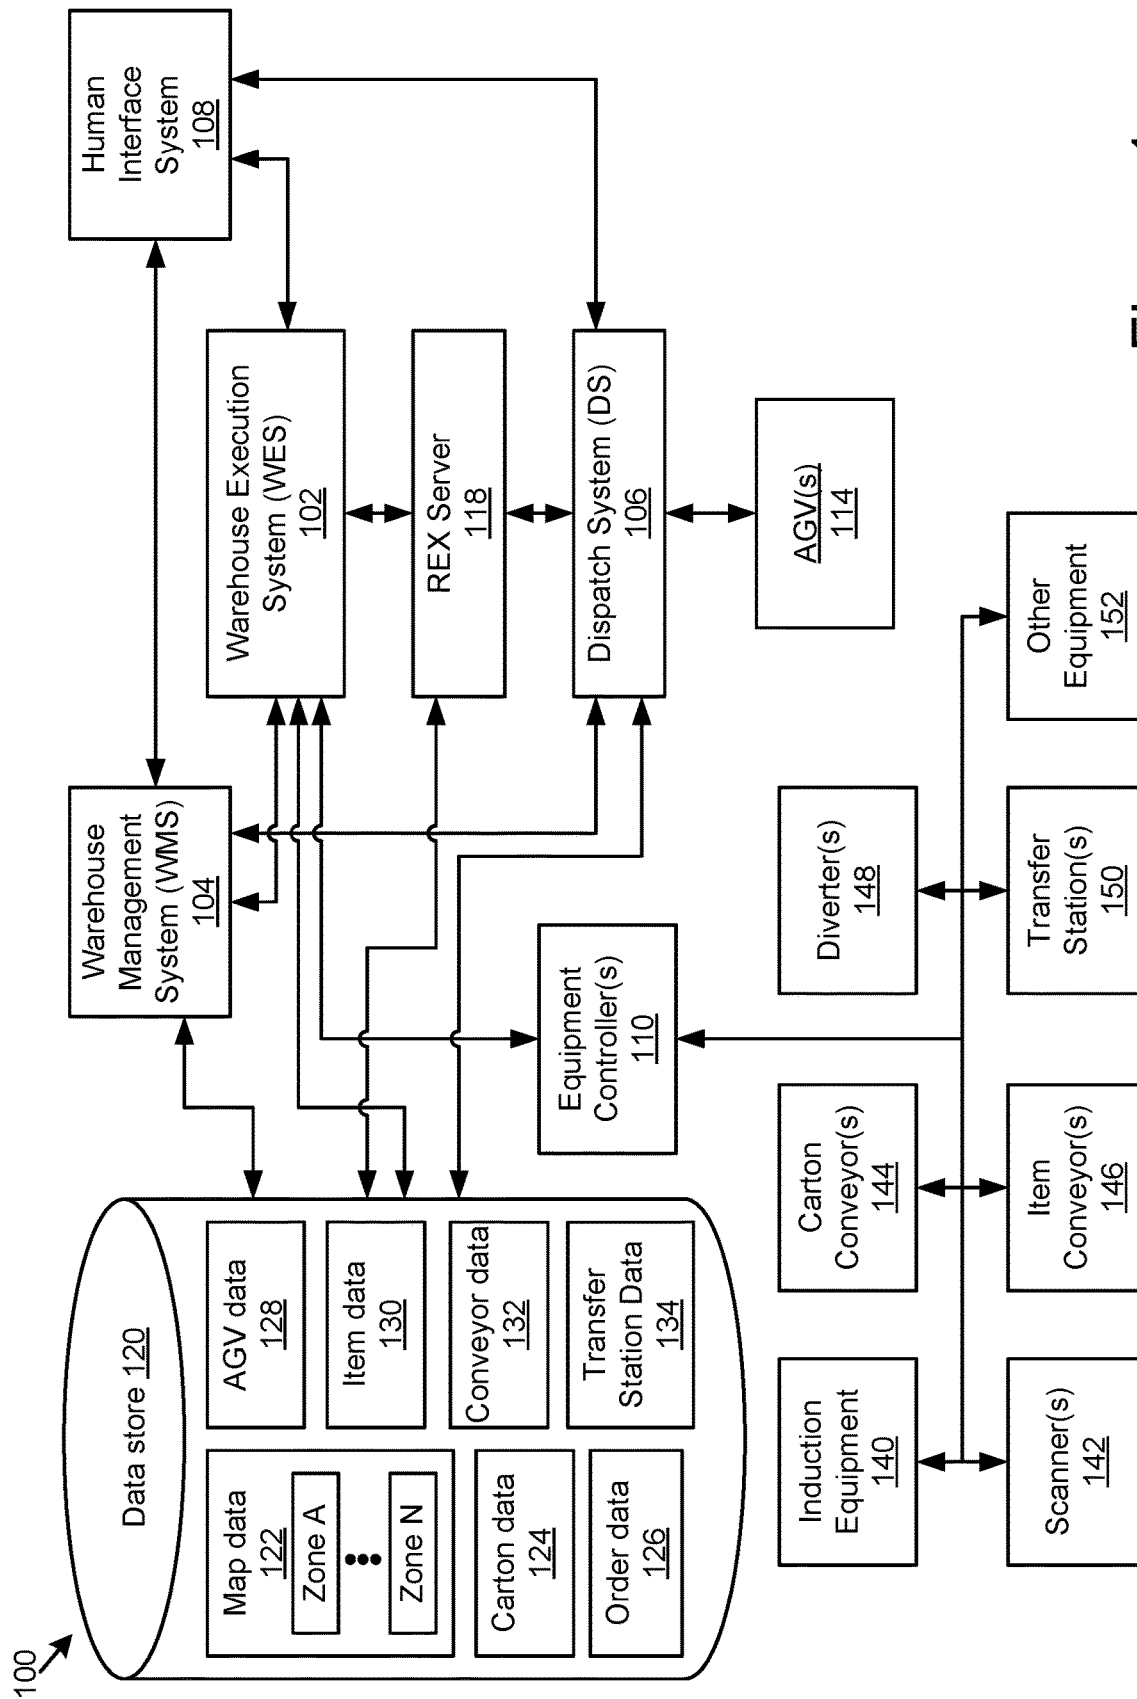 100
Data store 120
Map data
122
Zone A
Zone N
Carton data
124
Order data
126
AGV data
128
Item data
130
Conveyor data
132
Transfer
Station Data
134
Warehouse
Management
System (WMS)
104
Human
Interface
System
108
Warehouse Execution
System (WES)
102
REX Server
118
Dispatch System (DS)
106
AGV(s)
114
Equipment
Controller(s)
110
Induction
Equipment
140
Carton
Conveyor(s)
144
Diverter(s)
148
Scanner(s)
142
Item
Conveyor(s)
146
Transfer
Station(s)
150
Other
Equipment
152